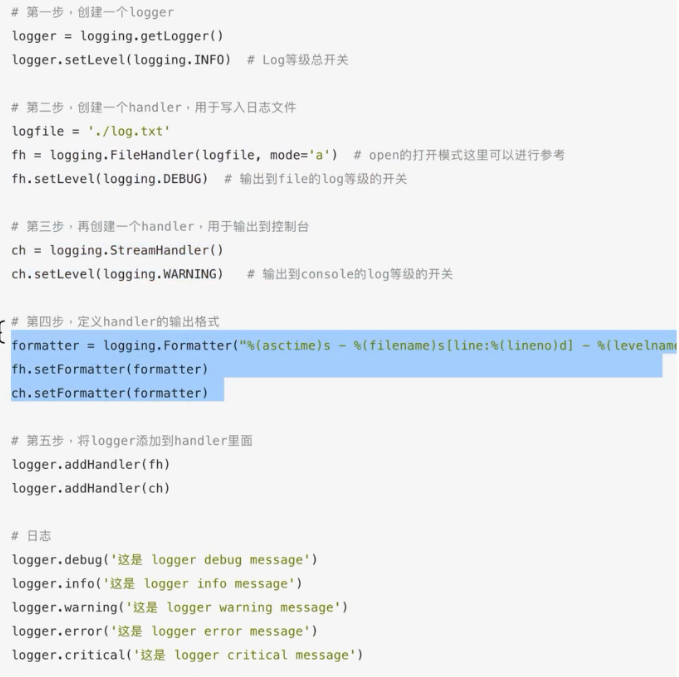 # 第一步，创建一个logger
logger = logging.getLogger()
logger.setLevel(logging.INFO)  # Log等级总开关
# 第二步，创建一个handler，用于写入日志文件
logfile = './log.txt'
fh = logging.FileHandler(logfile, mode='a')  # open的打开模式这里可以进行参考
fh.setLevel(logging.DEBUG)  # 输出到file的log等级的开关
# 第三步，再创建一个handler，用于输出到控制台
ch = logging.StreamHandler()
ch.setLevel(logging.WARNING)   # 输出到console的log等级的开关
# 第四步，定义handler的输出格式
formatter = logging.Formatter("%(asctime)s - %(filename)s[line:%(lineno)d] - %(levelname
fh.setFormatter(formatter)
ch.setFormatter(formatter)
# 第五步，将logger添加到handler里面
logger.addHandler(fh)
logger.addHandler(ch)
# 日志
logger.debug('这是 logger debug message')
logger.info('这是 logger info message')
logger.warning('这是 logger warning message')
logger.error('这是 logger error message')
logger.critical('这是 logger critical message')